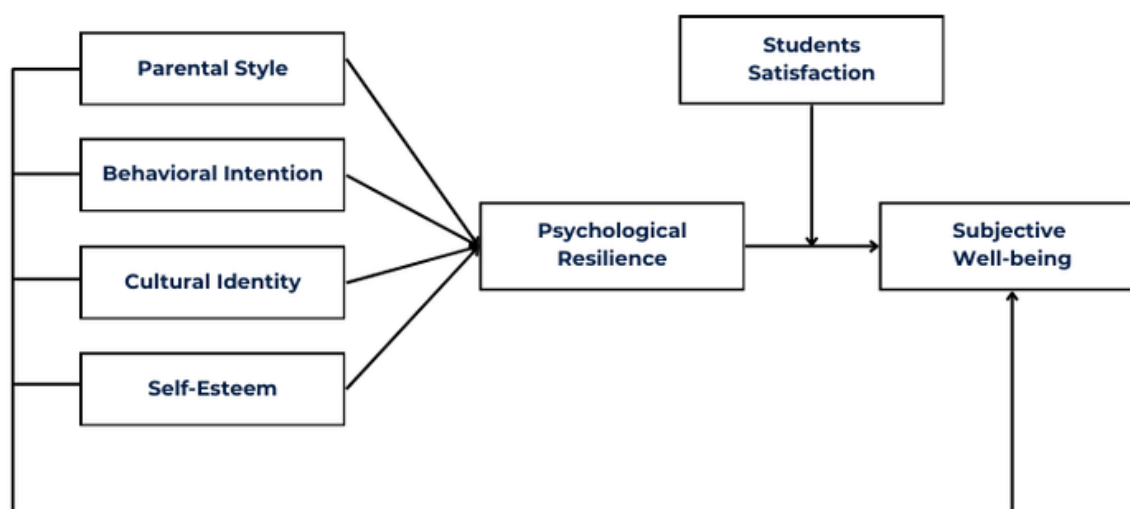 Parental Style
Behavioral Intention
Cultural Identity
Self-Esteem
Psychological
Resilience
Students
Satisfaction
Subjective
Well-being